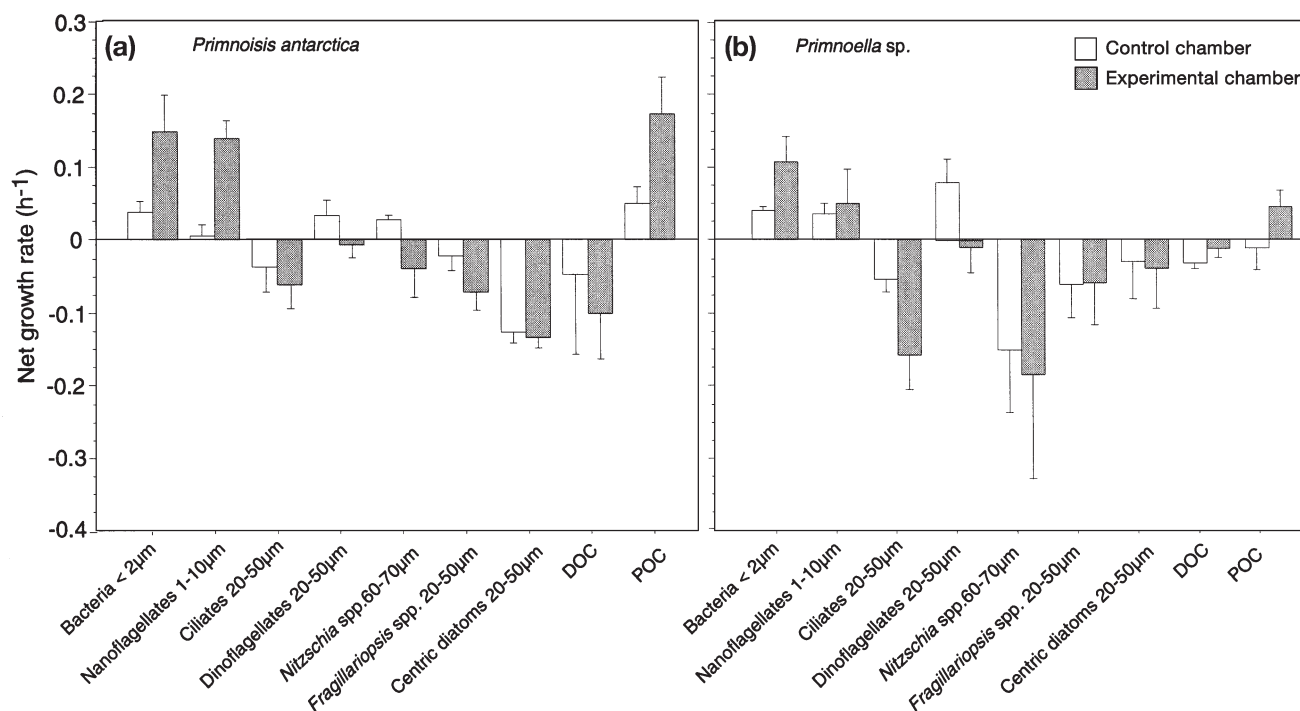 (a)
Primnoisis antarctica
(b)
Primnoella sp.
Control chamber
Experimental chamber
Net growth rate (h-1)
0.3
0.2
0.1
0
-0.1
-0.2
-0.3
-0.4
Bacteria < 2µm
Nanoflagellates 1-10µm
Ciliates 20-50µm
Dinoflagellates 20-50µm
Nitzschia spp.60-70µm
Fragillariopsis spp. 20-50µm
Centric diatoms 20-50µm
DOC
POC
Bacteria < 2µm
Nanoflagellates 1-10µm
Ciliates 20-50µm
Dinoflagellates 20-50µm
Nitzschia spp.60-70µm
Fragillariopsis spp. 20-50µm
Centric diatoms 20-50µm
DOC
POC